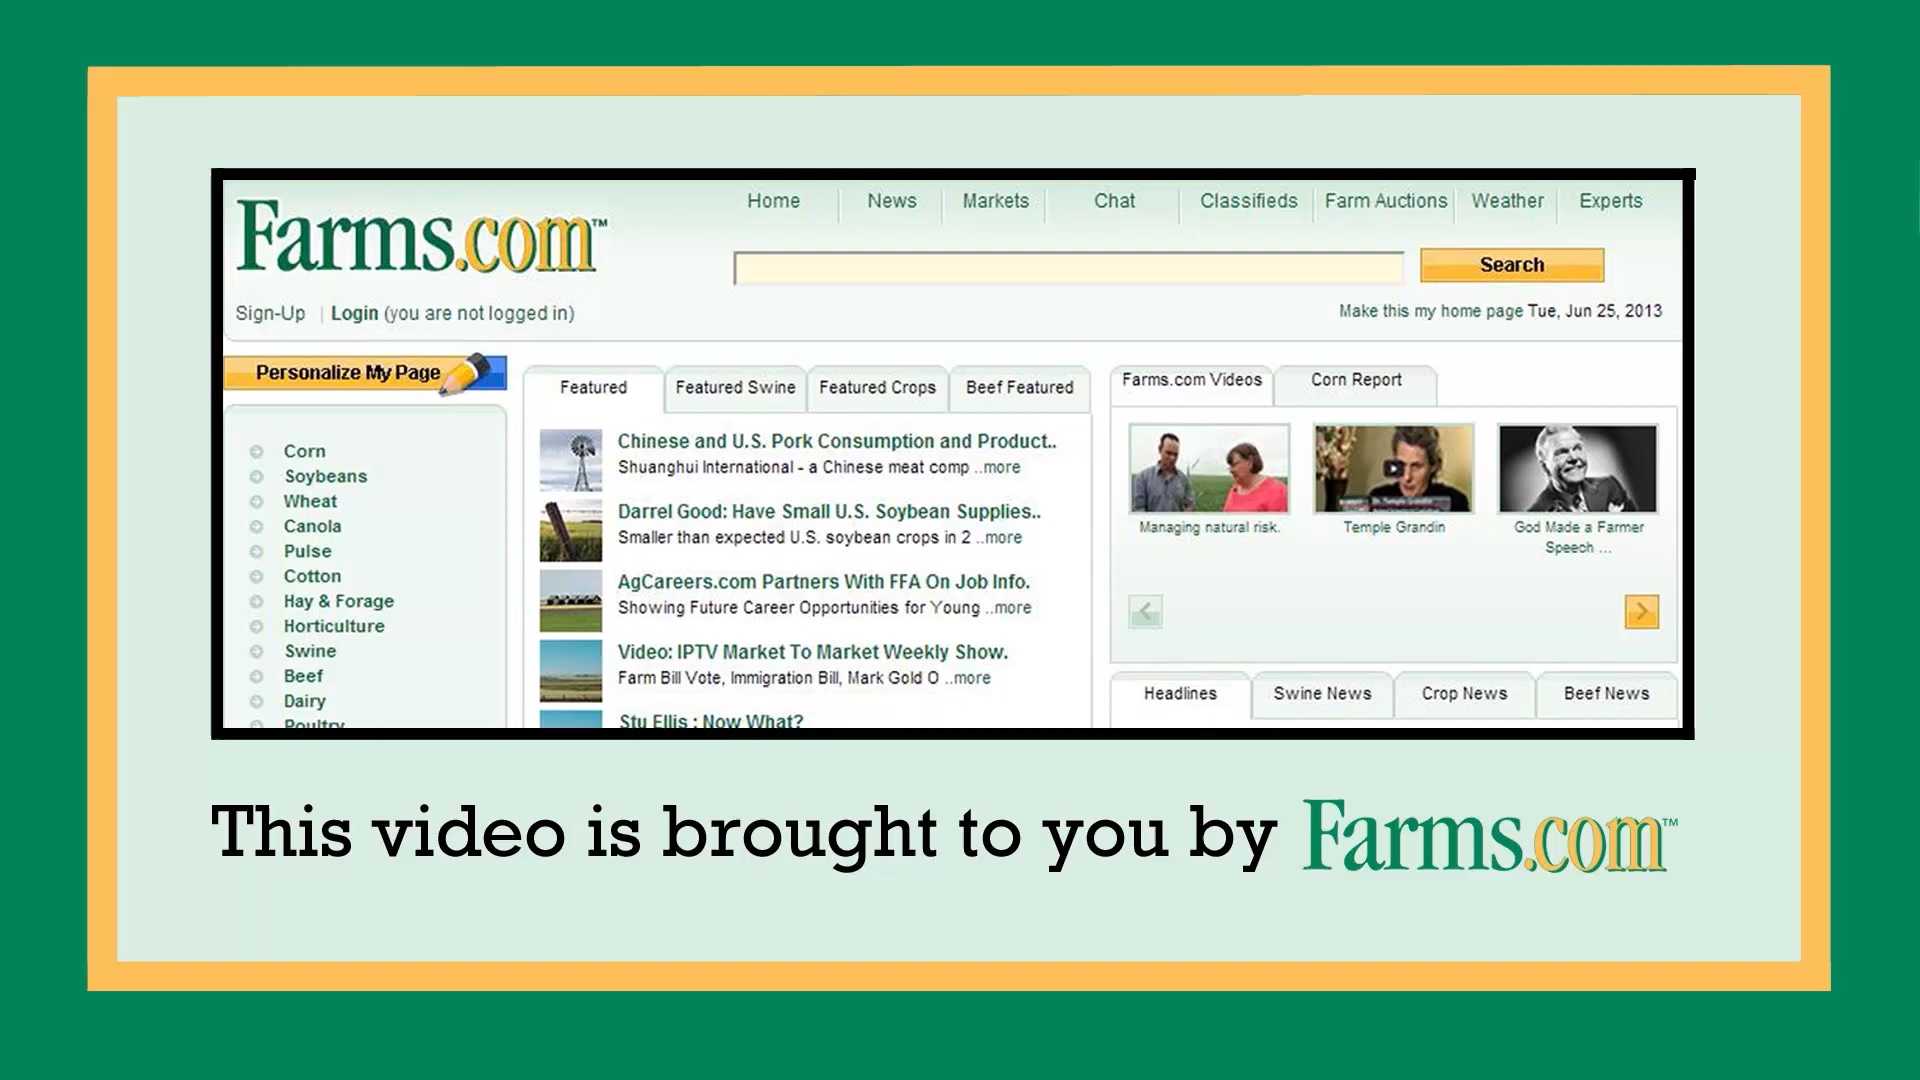 Farms.com™
Home
News
Markets
Chat
Classifieds
Farm Auctions
Weather
Experts
Search
Sign-Up | Login (you are not logged in)
Make this my home page Tue, Jun 25, 2013
Personalize My Page
Corn
Soybeans
Wheat
Canola
Pulse
Cotton
Hay & Forage
Horticulture
Swine
Beef
Dairy
Poultry
Featured
Featured Swine
Featured Crops
Beef Featured
Chinese and U.S. Pork Consumption and Product..
Shuanghui International - a Chinese meat comp ..more
Darrel Good: Have Small U.S. Soybean Supplies..
Smaller than expected U.S. soybean crops in 2 ..more
AgCareers.com Partners With FFA On Job Info.
Showing Future Career Opportunities for Young ..more
Video: IPTV Market To Market Weekly Show.
Farm Bill Vote, Immigration Bill, Mark Gold O ..more
Stu Ellis : Now What?
Farms.com Videos
Corn Report
Managing natural risk.
Temple Grandin
God Made a Farmer
Speech ...
Headlines
Swine News
Crop News
Beef News
This video is brought to you by Farms.com™